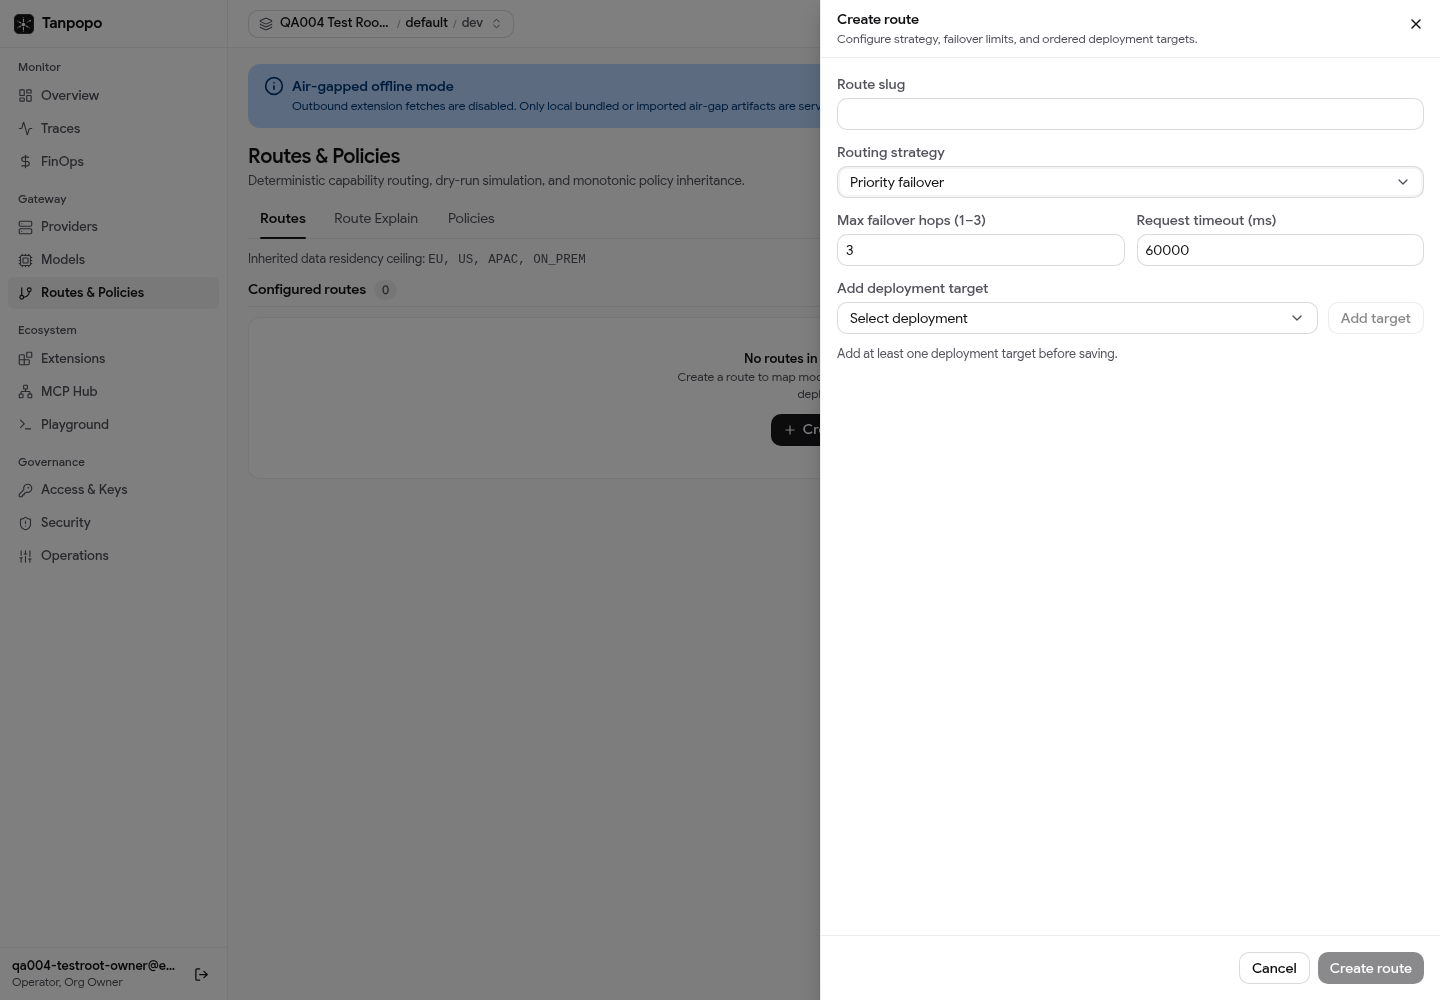 Tanpopo
Monitor
Overview
Traces
FinOps
Gateway
Providers
Models
Routes & Policies
Ecosystem
Extensions
MCP Hub
Playground
Governance
Access & Keys
Security
Operations
qa004-testroot-owner@e...
Operator, Org Owner
QA004 Test Roo... / default / dev
Air-gapped offline mode
Outbound extension fetches are disabled. Only local bundled or imported air-gap artifacts are serv
Routes & Policies
Deterministic capability routing, dry-run simulation, and monotonic policy inheritance.
Routes Route Explain Policies
Inherited data residency ceiling: EU, US, APAC, ON_PREM
Configured routes 0
No routes in
Create a route to map mod
depl
+ Cr
Create route
Configure strategy, failover limits, and ordered deployment targets.
Route slug
Routing strategy
Priority failover
Max failover hops (1–3) Request timeout (ms)
3 60000
Add deployment target
Select deployment Add target
Add at least one deployment target before saving.
Cancel Create route